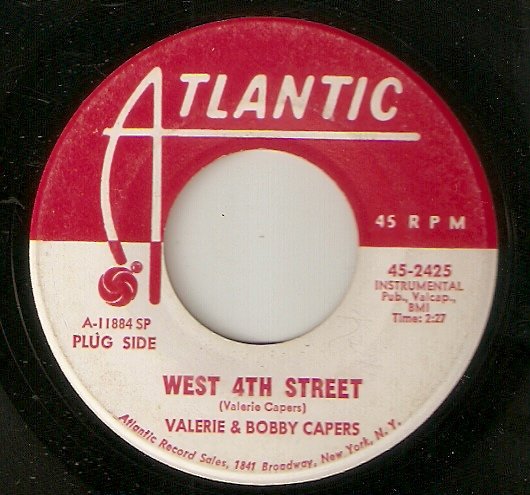 ATLANTIC
45 RPM
45-2425
INSTRUMENTAL
Pub., Valcap.,
BMI
Time: 2:27
A-11884 SP
PLUG SIDE
WEST 4TH STREET
(Valerie Capers)
VALERIE & BOBBY CAPERS
Atlantic Record Sales, 1841 Broadway, New York, N.Y.